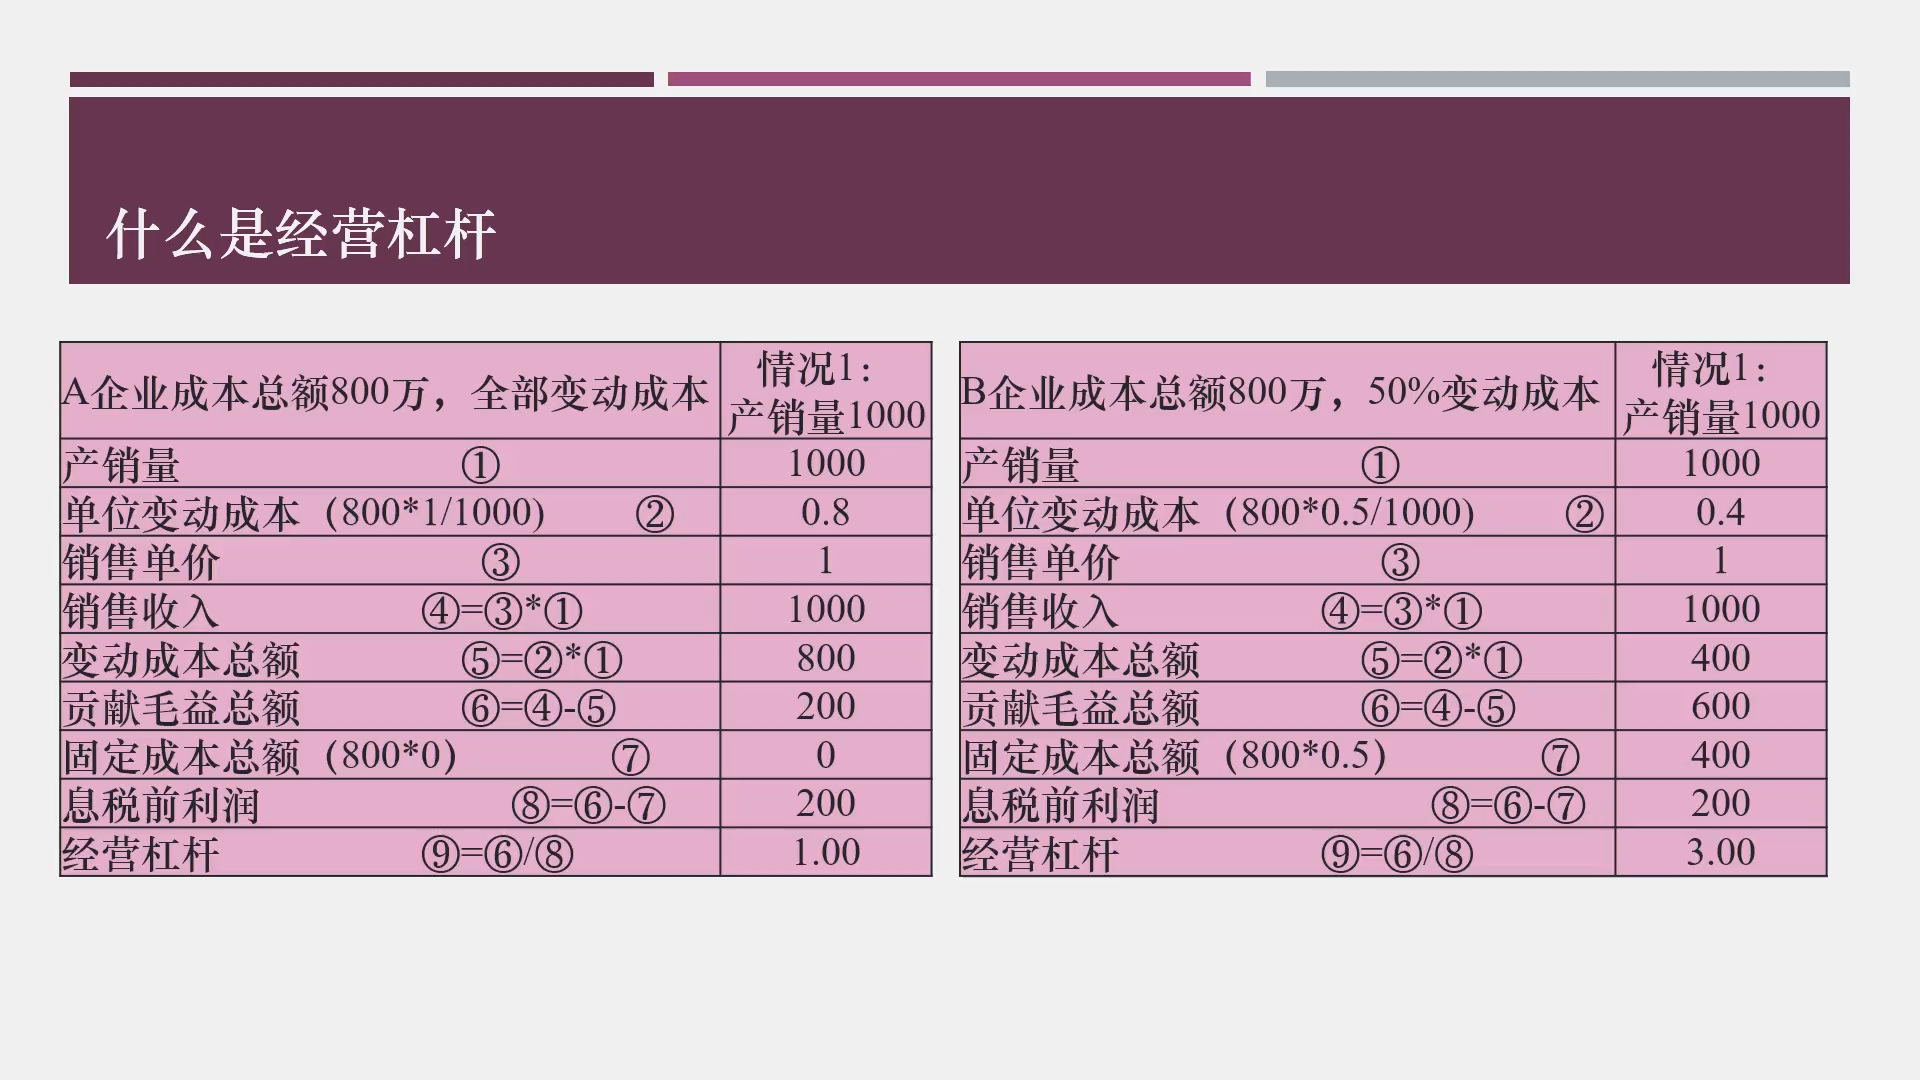 什么是经营杠杆
A企业成本总额800万，全部变动成本 情况1：
产销量1000
产销量 ① 1000
单位变动成本（800*1/1000) ② 0.8
销售单价 ③ 1
销售收入 ④=③*① 1000
变动成本总额 ⑤=②*① 800
贡献毛益总额 ⑥=④-⑤ 200
固定成本总额（800*0） ⑦ 0
息税前利润 ⑧=⑥-⑦ 200
经营杠杆 ⑨=⑥/⑧ 1.00
B企业成本总额800万，50%变动成本 情况1：
产销量1000
产销量 ① 1000
单位变动成本（800*0.5/1000) ② 0.4
销售单价 ③ 1
销售收入 ④=③*① 1000
变动成本总额 ⑤=②*① 400
贡献毛益总额 ⑥=④-⑤ 600
固定成本总额（800*0.5） ⑦ 400
息税前利润 ⑧=⑥-⑦ 200
经营杠杆 ⑨=⑥/⑧ 3.00